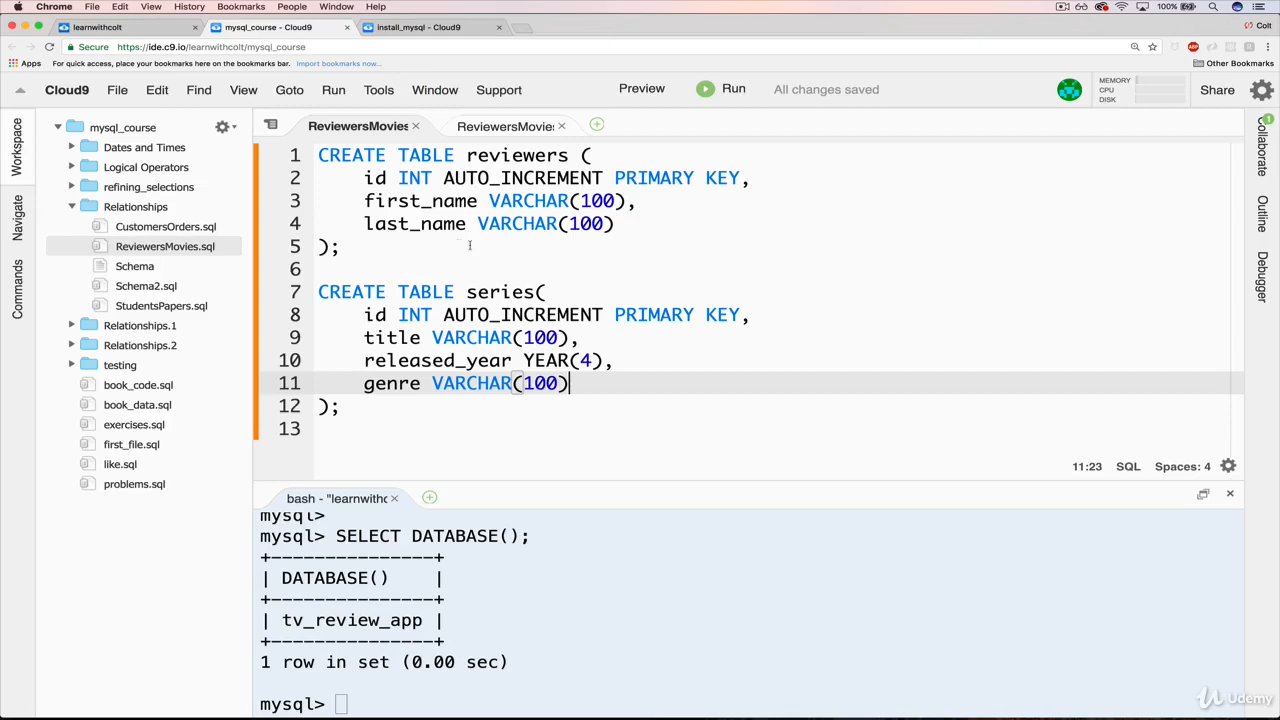 Chrome File Edit View History Bookmarks People Window Help 100% Colt
learnwithcolt × mysql_course - Cloud9 × install_mysql - Cloud9 × Colt
Secure https://ide.c9.io/learnwithcolt/mysql_course ABP
Apps For quick access, place your bookmarks here on the bookmarks bar. Import bookmarks now... Other Bookmarks
Cloud9 File Edit Find View Goto Run Tools Window Support Preview Run All changes saved MEMORY CPU DISK Share
Workspace
Navigate
Commands
mysql_course
Dates and Times
Logical Operators
refining_selections
Relationships
CustomersOrders.sql
ReviewersMovies.sql
Schema
Schema2.sql
StudentsPapers.sql
Relationships.1
Relationships.2
testing
book_code.sql
book_data.sql
exercises.sql
first_file.sql
like.sql
problems.sql
ReviewersMovies × ReviewersMovie: ×
1 CREATE TABLE reviewers (
2 id INT AUTO_INCREMENT PRIMARY KEY,
3 first_name VARCHAR(100),
4 last_name VARCHAR(100)
5 );
6
7 CREATE TABLE series(
8 id INT AUTO_INCREMENT PRIMARY KEY,
9 title VARCHAR(100),
10 released_year YEAR(4),
11 genre VARCHAR(100)
12 );
13
11:23 SQL Spaces: 4
bash - "learnwithc ×
mysql>
mysql> SELECT DATABASE();
+---------------+
| DATABASE() |
+---------------+
| tv_review_app |
+---------------+
1 row in set (0.00 sec)
mysql>
Collaborate 1
Outline
Debugger
Udemy